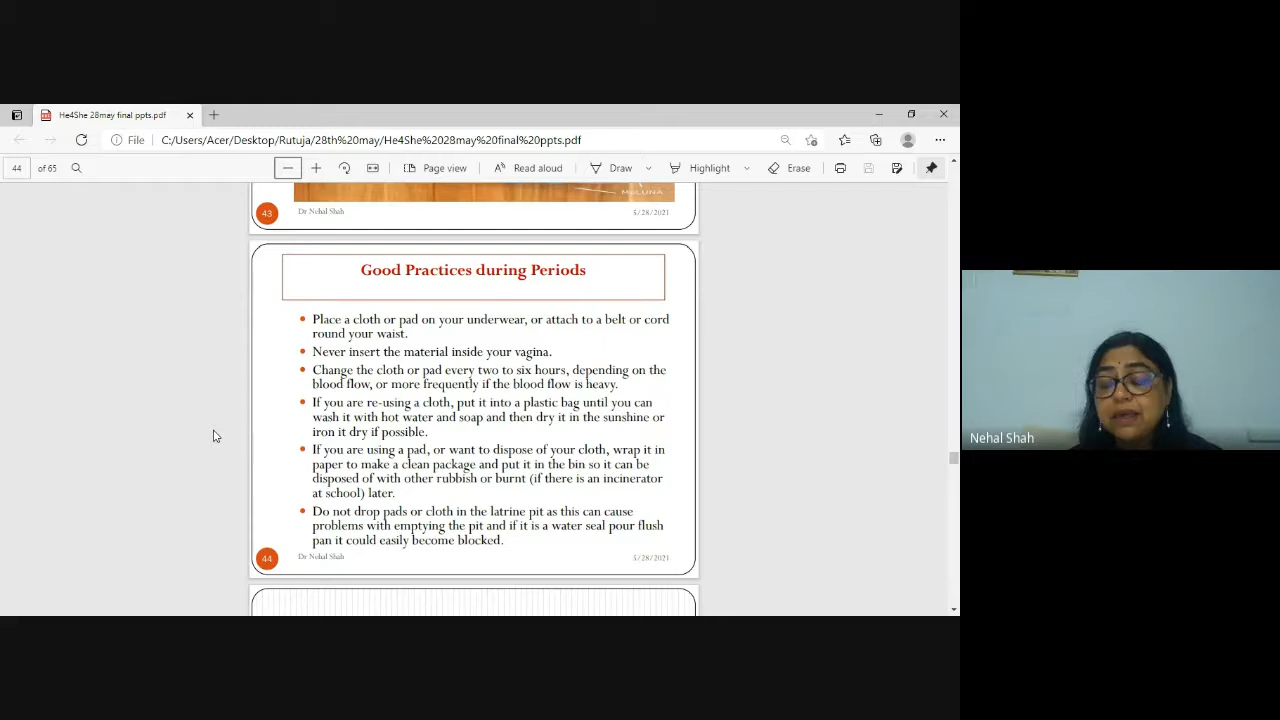 He4She 28may final ppts.pdf
File
C:/Users/Acer/Desktop/Rutuja/28th%20may/He4She%2028may%20final%20ppts.pdf
44
of 65
Page view
Read aloud
Draw
Highlight
Erase
MeLUNA
43
Dr Nehal Shah
5/28/2021
Good Practices during Periods
Place a cloth or pad on your underwear, or attach to a belt or cord
round your waist.
Never insert the material inside your vagina.
Change the cloth or pad every two to six hours, depending on the
blood flow, or more frequently if the blood flow is heavy.
If you are re-using a cloth, put it into a plastic bag until you can
wash it with hot water and soap and then dry it in the sunshine or
iron it dry if possible.
If you are using a pad, or want to dispose of your cloth, wrap it in
paper to make a clean package and put it in the bin so it can be
disposed of with other rubbish or burnt (if there is an incinerator
at school) later.
Do not drop pads or cloth in the latrine pit as this can cause
problems with emptying the pit and if it is a water seal pour flush
pan it could easily become blocked.
44
Dr Nehal Shah
5/28/2021
Nehal Shah